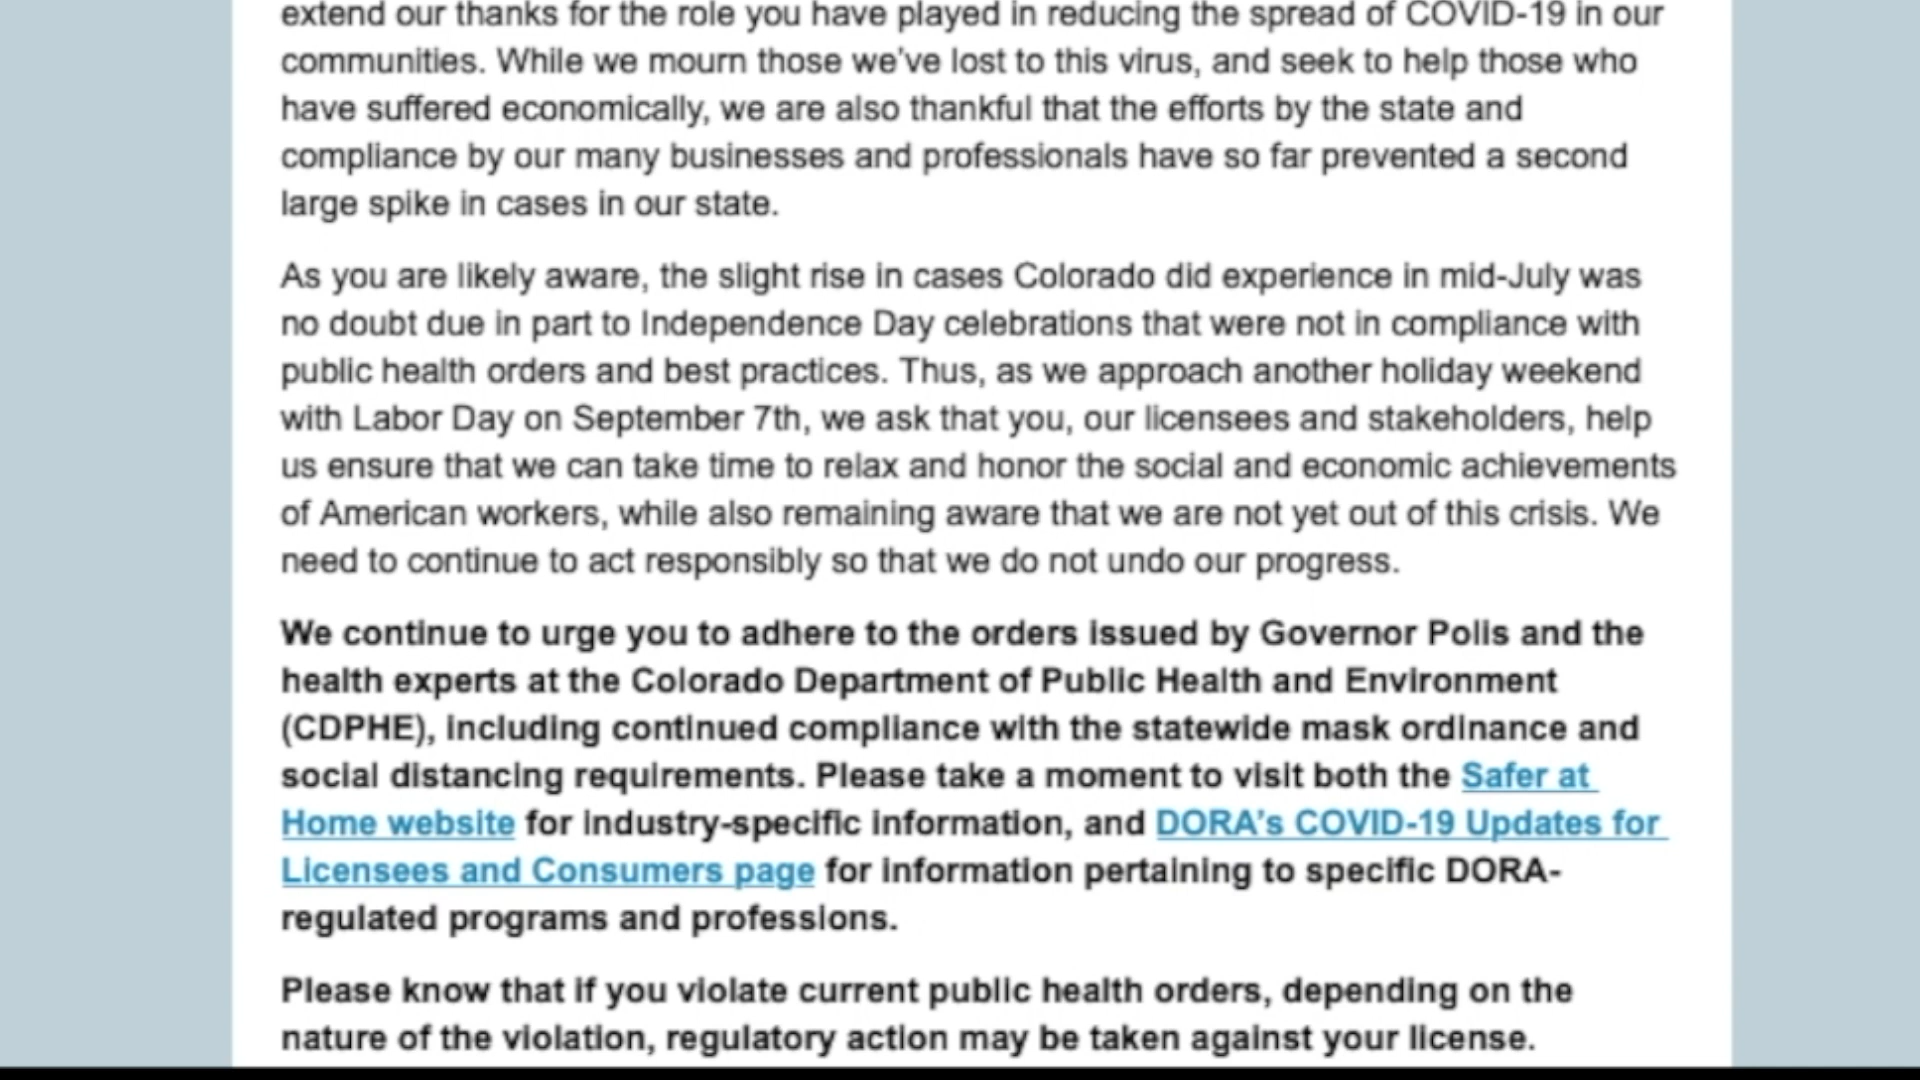 extend our thanks for the role you have played in reducing the spread of COVID-19 in our
communities. While we mourn those we've lost to this virus, and seek to help those who
have suffered economically, we are also thankful that the efforts by the state and
compliance by our many businesses and professionals have so far prevented a second
large spike in cases in our state.
As you are likely aware, the slight rise in cases Colorado did experience in mid-July was
no doubt due in part to Independence Day celebrations that were not in compliance with
public health orders and best practices. Thus, as we approach another holiday weekend
with Labor Day on September 7th, we ask that you, our licensees and stakeholders, help
us ensure that we can take time to relax and honor the social and economic achievements
of American workers, while also remaining aware that we are not yet out of this crisis. We
need to continue to act responsibly so that we do not undo our progress.
We continue to urge you to adhere to the orders issued by Governor Polis and the
health experts at the Colorado Department of Public Health and Environment
(CDPHE), including continued compliance with the statewide mask ordinance and
social distancing requirements. Please take a moment to visit both the Safer at
Home website for industry-specific information, and DORA's COVID-19 Updates for
Licensees and Consumers page for information pertaining to specific DORA-
regulated programs and professions.
Please know that if you violate current public health orders, depending on the
nature of the violation, regulatory action may be taken against your license.